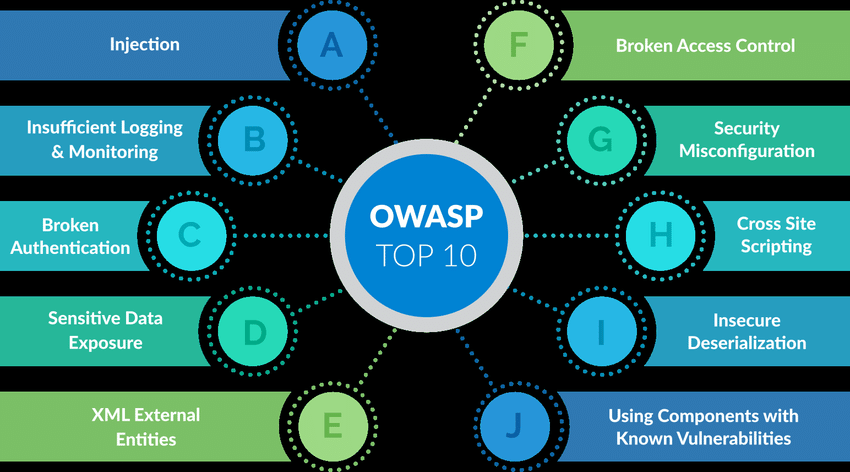 Injection
A
Insufficient Logging
& Monitoring
B
Broken
Authentication
C
Sensitive Data
Exposure
D
XML External
Entities
E
OWASP
TOP 10
F
Broken Access Control
G
Security
Misconfiguration
H
Cross Site
Scripting
I
Insecure
Deserialization
J
Using Components with
Known Vulnerabilities